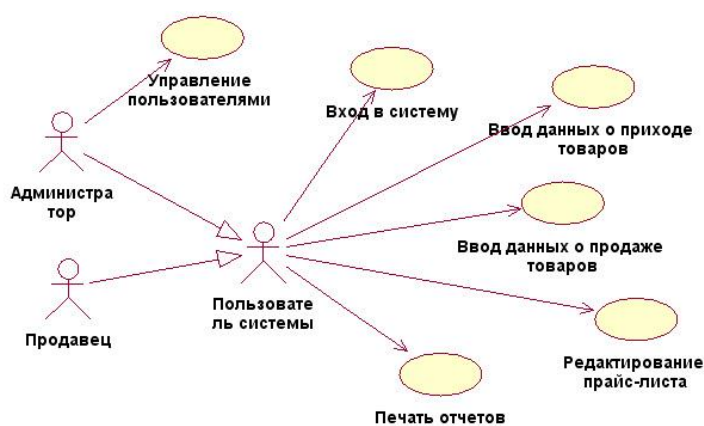 Управление
пользователями
Вход в систему
Ввод данных о приходе
товаров
Администра
тор
Ввод данных о продаже
товаров
Пользовате
ль системы
Продавец
Редактирование
прайс-листа
Печать отчетов